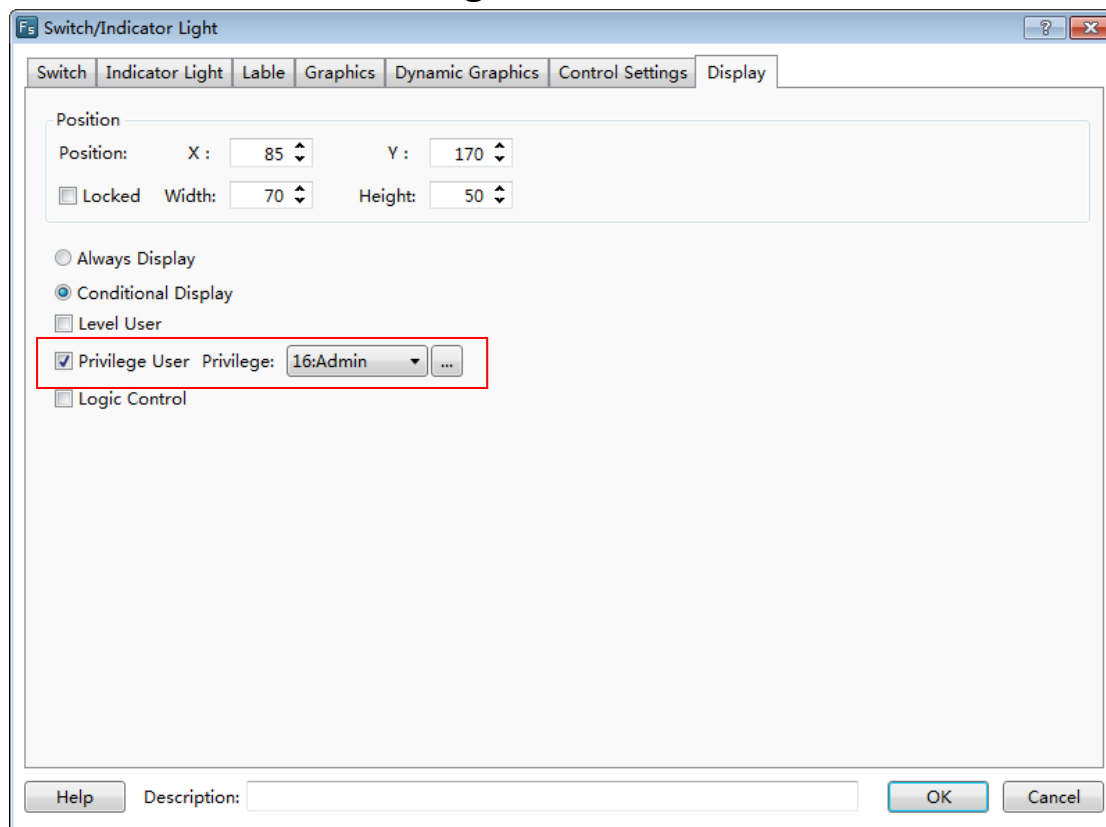 Fs Switch/Indicator Light ?
Switch Indicator Light Lable Graphics Dynamic Graphics Control Settings Display
Position
Position: X : 85 Y : 170
Locked Width: 70 Height: 50
Always Display
Conditional Display
Level User
Privilege User Privilege: 16:Admin ...
Logic Control
Help Description: OK Cancel